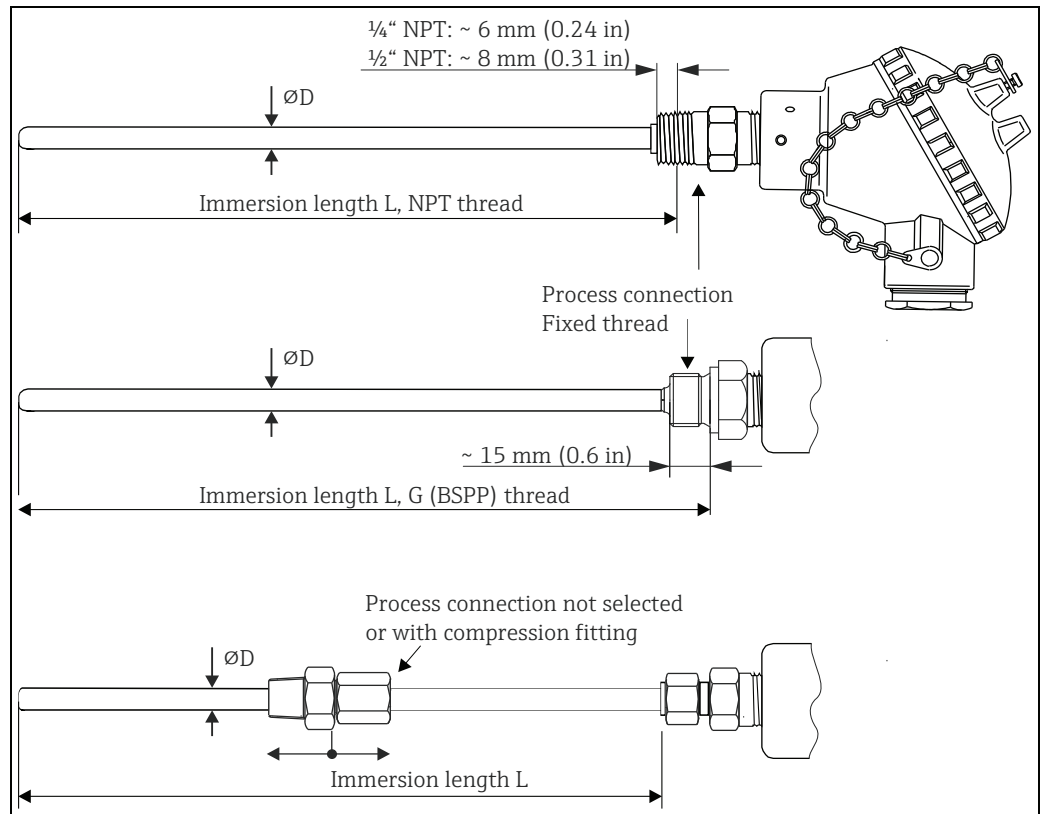 ¼“ NPT: ~ 6 mm (0.24 in)
½“ NPT: ~ 8 mm (0.31 in)
øD
Immersion length L, NPT thread
Process connection
Fixed thread
øD
~ 15 mm (0.6 in)
Immersion length L, G (BSPP) thread
Process connection not selected
or with compression fitting
øD
Immersion length L